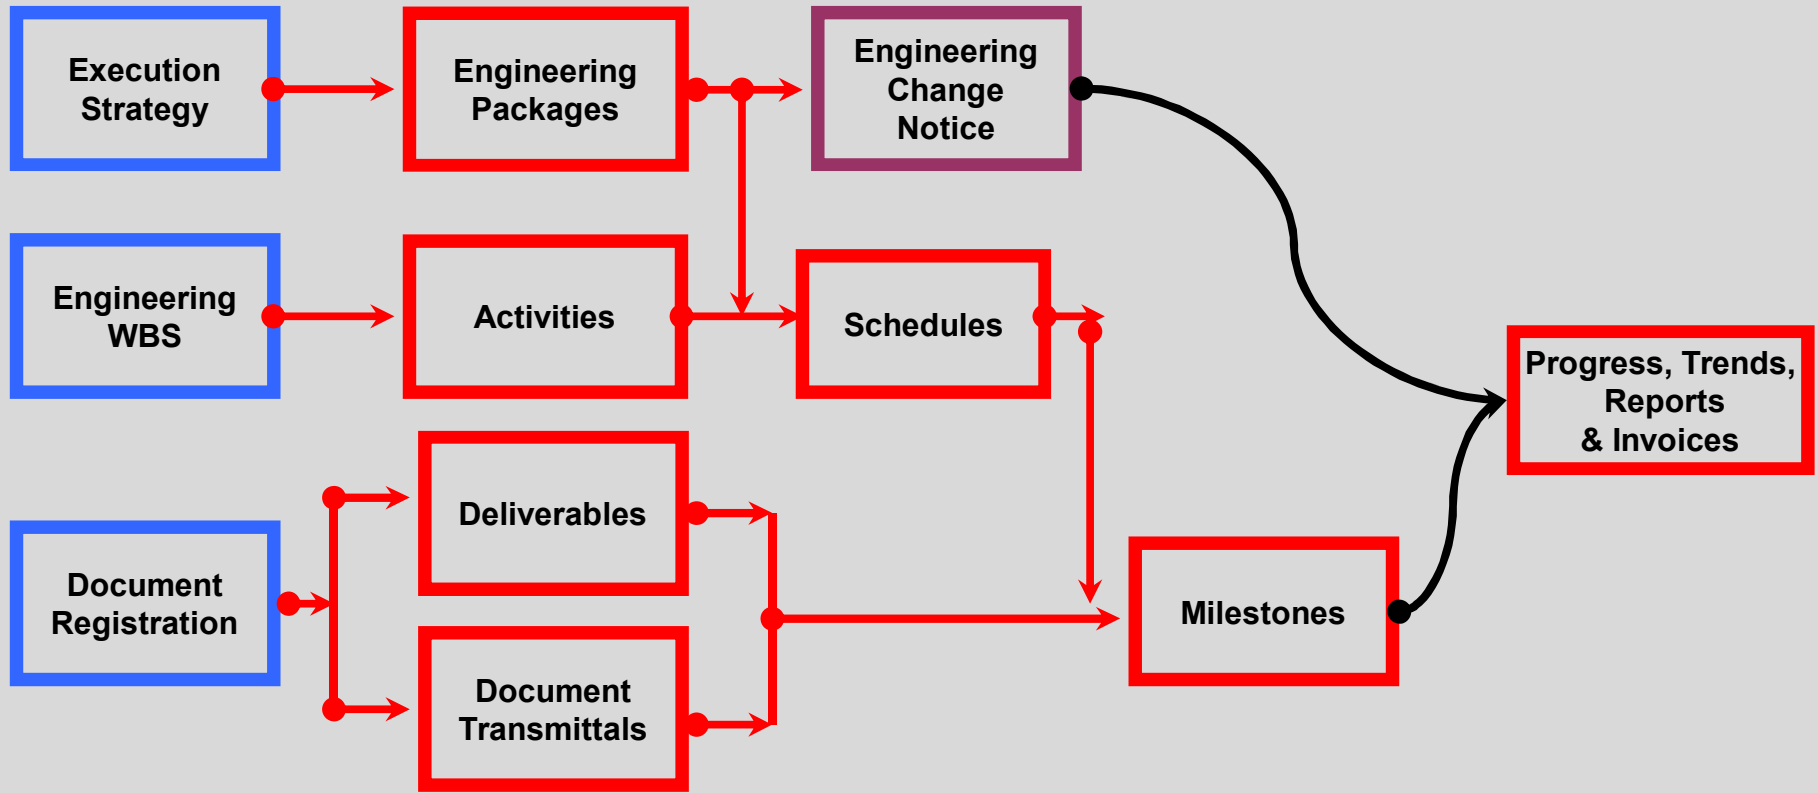 Execution
Strategy
Engineering
Packages
Engineering
Change
Notice
Engineering
WBS
Activities
Schedules
Progress, Trends,
Reports
& Invoices
Deliverables
Document
Registration
Milestones
Document
Transmittals